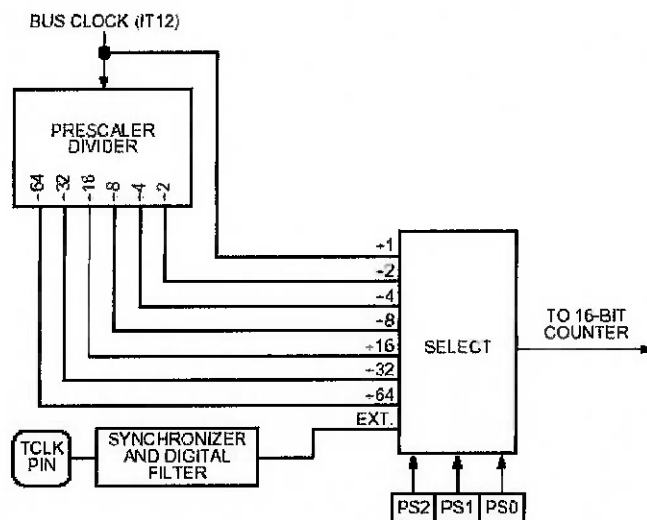 BUS CLOCK (IT12)
PRESCALER
DIVIDER
÷64
÷32
÷16
÷8
÷4
÷2
÷1
÷2
÷4
÷8
÷16
÷32
÷64
EXT.
SELECT
TO 16-BIT
COUNTER
TCLK
PIN
SYNCHRONIZER
AND DIGITAL
FILTER
PS2
PS1
PS0